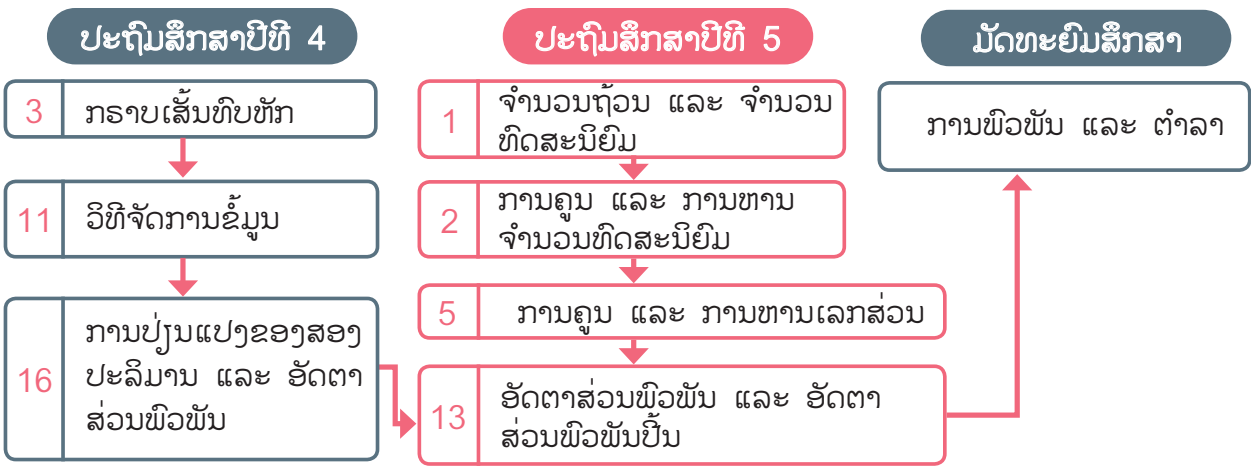 ປະຖົມສຶກສາປີທີ 4
3 ກຣາບເສັ້ນທົບຫັກ
11 ວິທີຈັດການຂໍ້ມູນ
16 ການປ່ຽນແປງຂອງສອງ
ປະລິມານ ແລະ ອັດຕາ
ສ່ວນພົວພັນ
ປະຖົມສຶກສາປີທີ 5
1 ຈຳນວນຖ້ວນ ແລະ ຈຳນວນ
ທົດສະນິຍົມ
2 ການຄູນ ແລະ ການຫານ
ຈຳນວນທົດສະນິຍົມ
5 ການຄູນ ແລະ ການຫານເລກສ່ວນ
13 ອັດຕາສ່ວນພົວພັນ ແລະ ອັດຕາ
ສ່ວນພົວພັນປີ້ນ
ມັດທະຍົມສຶກສາ
ການພົວພັນ ແລະ ຕຳລາ